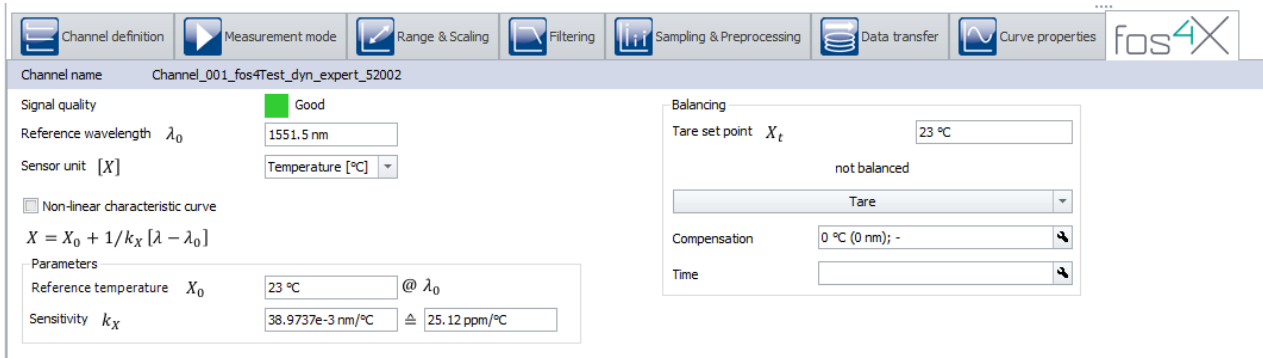 Channel definition Measurement mode Range & Scaling Filtering Sampling & Preprocessing Data transfer Curve properties fos4X
Channel name Channel_001_fos4Test_dyn_expert_52002
Signal quality Good
Reference wavelength λ₀ 1551.5 nm
Sensor unit [X] Temperature [°C]
Non-linear characteristic curve
X = X₀ + 1/k_X [λ − λ₀]
Parameters
Reference temperature X₀ 23 °C @ λ₀
Sensitivity k_X 38.9737e-3 nm/°C ≙ 25.12 ppm/°C
Balancing
Tare set point X_t 23 °C
not balanced
Tare
Compensation 0 °C (0 nm); -
Time